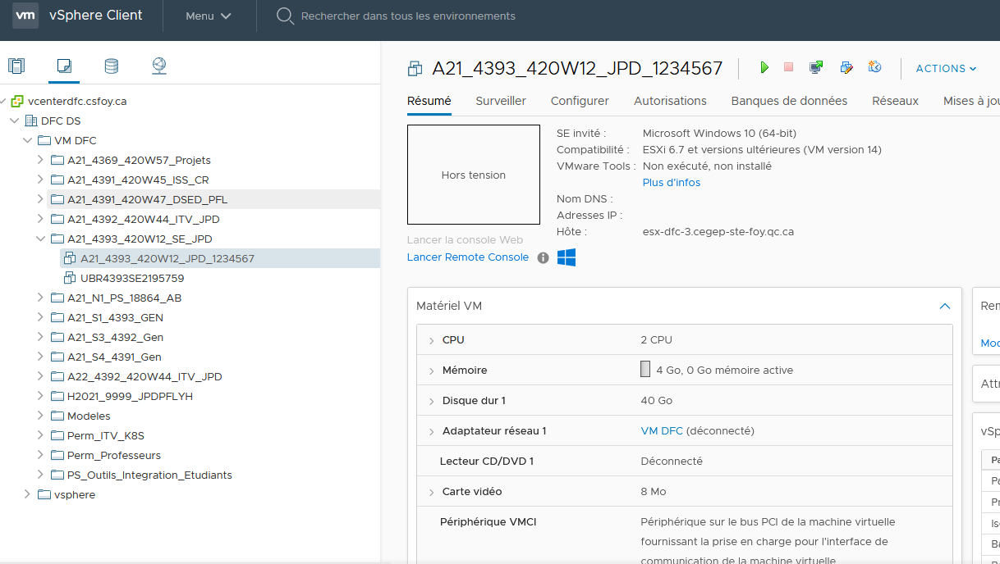 vm vSphere Client Menu Rechercher dans tous les environnements
vcenterdfc.csfoy.ca
DFC DS
VM DFC
A21_4369_420W57_Projets
A21_4391_420W45_ISS_CR
A21_4391_420W47_DSED_PFL
A21_4392_420W44_ITV_JPD
A21_4393_420W12_SE_JPD
A21_4393_420W12_JPD_1234567
UBR4393SE2195759
A21_N1_PS_18864_AB
A21_S1_4393_GEN
A21_S3_4392_Gen
A21_S4_4391_Gen
A22_4392_420W44_ITV_JPD
H2021_9999_JPDPFLYH
Modeles
Perm_ITV_K8S
Perm_Professeurs
PS_Outils_Integration_Etudiants
vsphere
A21_4393_420W12_JPD_1234567 ACTIONS
Résumé Surveiller Configurer Autorisations Banques de données Réseaux Mises à jou
Hors tension
Lancer la console Web
Lancer Remote Console
SE invité : Microsoft Windows 10 (64-bit)
Compatibilité : ESXi 6.7 et versions ultérieures (VM version 14)
VMware Tools : Non exécuté, non installé
Plus d'infos
Nom DNS :
Adresses IP :
Hôte : esx-dfc-3.cegep-ste-foy.qc.ca
Matériel VM
CPU 2 CPU
Mémoire 4 Go, 0 Go mémoire active
Disque dur 1 40 Go
Adaptateur réseau 1 VM DFC (déconnecté)
Lecteur CD/DVD 1 Déconnecté
Carte vidéo 8 Mo
Périphérique VMCI Périphérique sur le bus PCI de la machine virtuelle
fournissant la prise en charge pour l'interface de
communication de la machine virtuelle
Rem
Moc
Attr
vSp
Pa
Pa
Pr
Iso
Ba